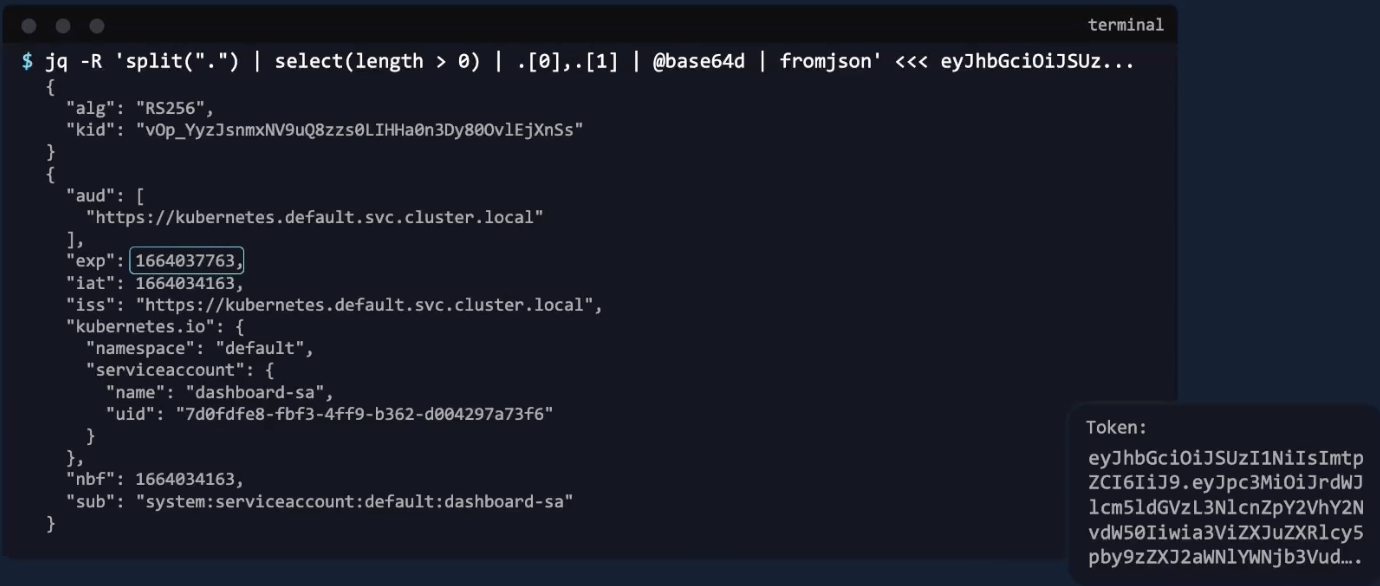 terminal
$ jq -R 'split(".") | select(length > 0) | .[0],.[1] | @base64d | fromjson' <<< eyJhbGciOiJSUz...
{
"alg": "RS256",
"kid": "vOp_YyzJsnmxNV9uQ8zzs0LIHHa0n3Dy80OvlEjXnSs"
}
{
"aud": [
"https://kubernetes.default.svc.cluster.local"
],
"exp": 1664037763,
"iat": 1664034163,
"iss": "https://kubernetes.default.svc.cluster.local",
"kubernetes.io": {
"namespace": "default",
"serviceaccount": {
"name": "dashboard-sa",
"uid": "7d0fdfe8-fbf3-4ff9-b362-d004297a73f6"
}
},
"nbf": 1664034163,
"sub": "system:serviceaccount:default:dashboard-sa"
}
Token:
eyJhbGciOiJSUzI1NiIsImtp
ZCI6IiJ9.eyJpc3MiOiJrdWJ
lcm5ldGVzL3NlcnZpY2VhY2N
vdW50Iiwia3ViZXJuZXRlcy5
pby9zZXJ2aWNlYWNjb3Vud….